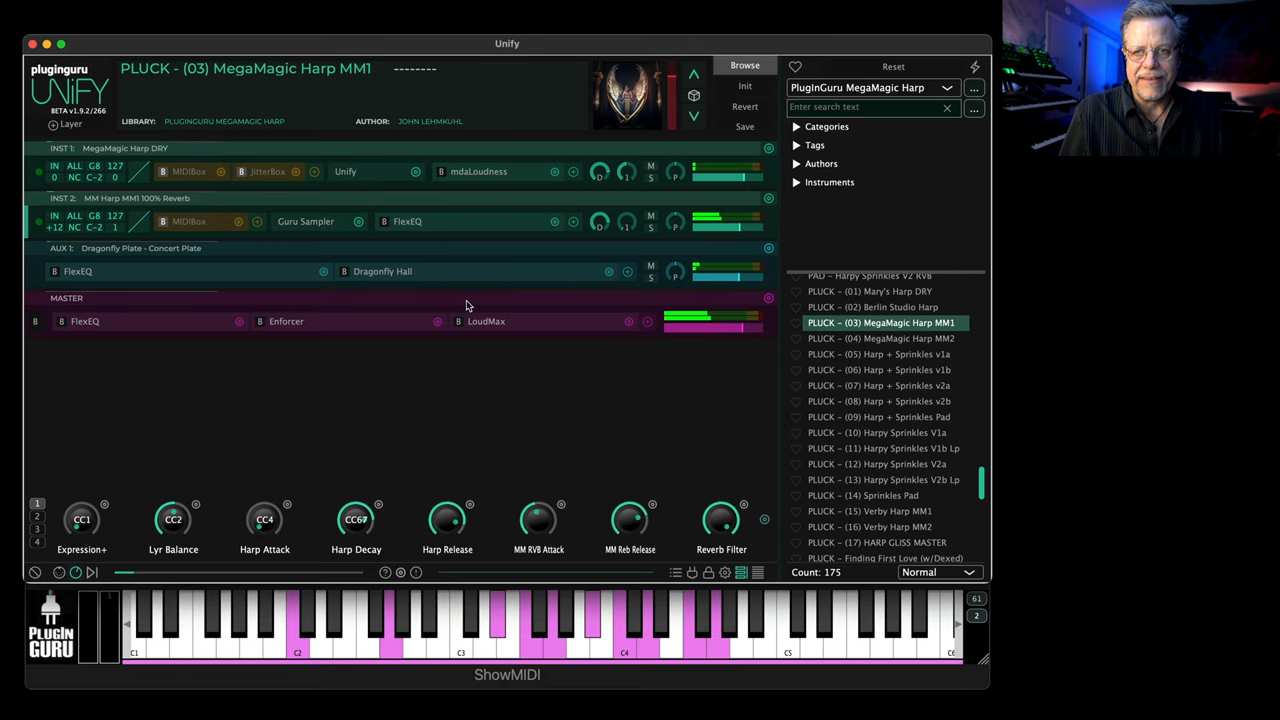 Unify
pluginguru
UNiFY
BETA v1.9.2/266
Layer
PLUCK - (03) MegaMagic Harp MM1 --------
LIBRARY: PLUGINGURU MEGAMAGIC HARP AUTHOR: JOHN LEHMKUHL
Browse
Init
Revert
Save
Reset
PlugInGuru MegaMagic Harp ...
Enter search text × ...
Categories
Tags
Authors
Instruments
INST 1: MegaMagic Harp DRY
IN ALL G8 127
0 NC C-2 0
B MIDIBox B JitterBox Unify B mdaLoudness D 1 M S P
INST 2: MM Harp MM1 100% Reverb
IN ALL G8 127
+12 NC C-2 1
B MIDIBox Guru Sampler B FlexEQ D 1 M S P
AUX 1: Dragonfly Plate - Concert Plate
B FlexEQ B Dragonfly Hall M S P
MASTER
B B FlexEQ B Enforcer B LoudMax
PAD - Harpy Sprinkles V2 RVB
PLUCK - (01) Mary's Harp DRY
PLUCK - (02) Berlin Studio Harp
PLUCK - (03) MegaMagic Harp MM1
PLUCK - (04) MegaMagic Harp MM2
PLUCK - (05) Harp + Sprinkles v1a
PLUCK - (06) Harp + Sprinkles v1b
PLUCK - (07) Harp + Sprinkles v2a
PLUCK - (08) Harp + Sprinkles v2b
PLUCK - (09) Harp + Sprinkles Pad
PLUCK - (10) Harpy Sprinkles V1a
PLUCK - (11) Harpy Sprinkles V1b Lp
PLUCK - (12) Harpy Sprinkles V2a
PLUCK - (13) Harpy Sprinkles V2b Lp
PLUCK - (14) Sprinkles Pad
PLUCK - (15) Verby Harp MM1
PLUCK - (16) Verby Harp MM2
PLUCK - (17) HARP GLISS MASTER
PLUCK - Finding First Love (w/Dexed)
Count: 175 Normal
1
2
3
4
CC1 CC2 CC4 CC67
Expression+ Lyr Balance Harp Attack Harp Decay Harp Release MM RVB Attack MM Reb Release Reverb Filter
PLUGIN
GURU
1
C1 C2 C3 C4 C5 C6
61
2
ShowMIDI